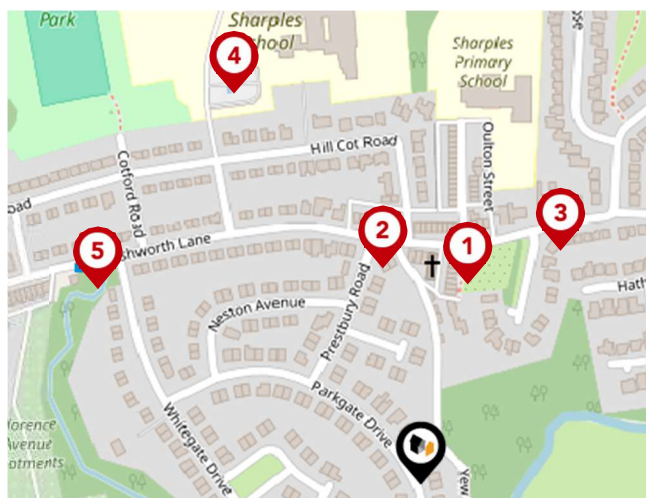 Park
Sharples
School
4
Sharples
Primary
School
Hill Cot Road
Oulton Street
Cotford Road
oad
shworth Lane
5
2
1
3
Prestbury Road
Neston Avenue
Hath
Parkgate Drive
Whitegate Drive
lorence
Avenue
otments
Yew
ose